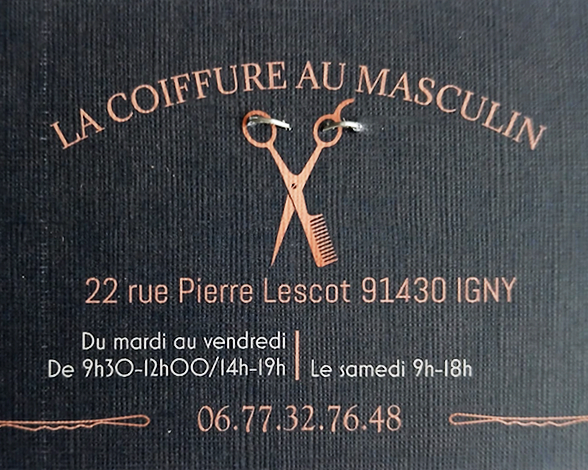 LA COIFFURE AU MASCULIN
22 rue Pierre Lescot 91430 IGNY
Du mardi au vendredi
De 9h30-12h00/14h-19h
Le samedi 9h-18h
06.77.32.76.48